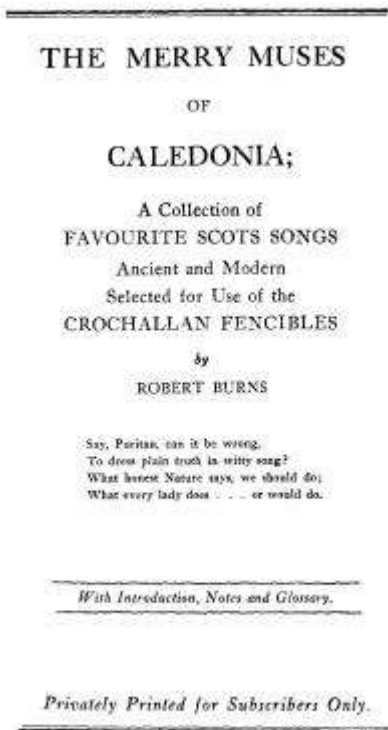 THE MERRY MUSES
OF
CALEDONIA;
A Collection of
FAVOURITE SCOTS SONGS
Ancient and Modern
Selected for Use of the
CROCHALLAN FENCIBLES
by
ROBERT BURNS
Say, Puritan, can it be wrong,
To dress plain truth in witty song?
What honest Nature says, we should do;
What every lady does . . . or would do.
With Introduction, Notes and Glossary.
Privately Printed for Subscribers Only.